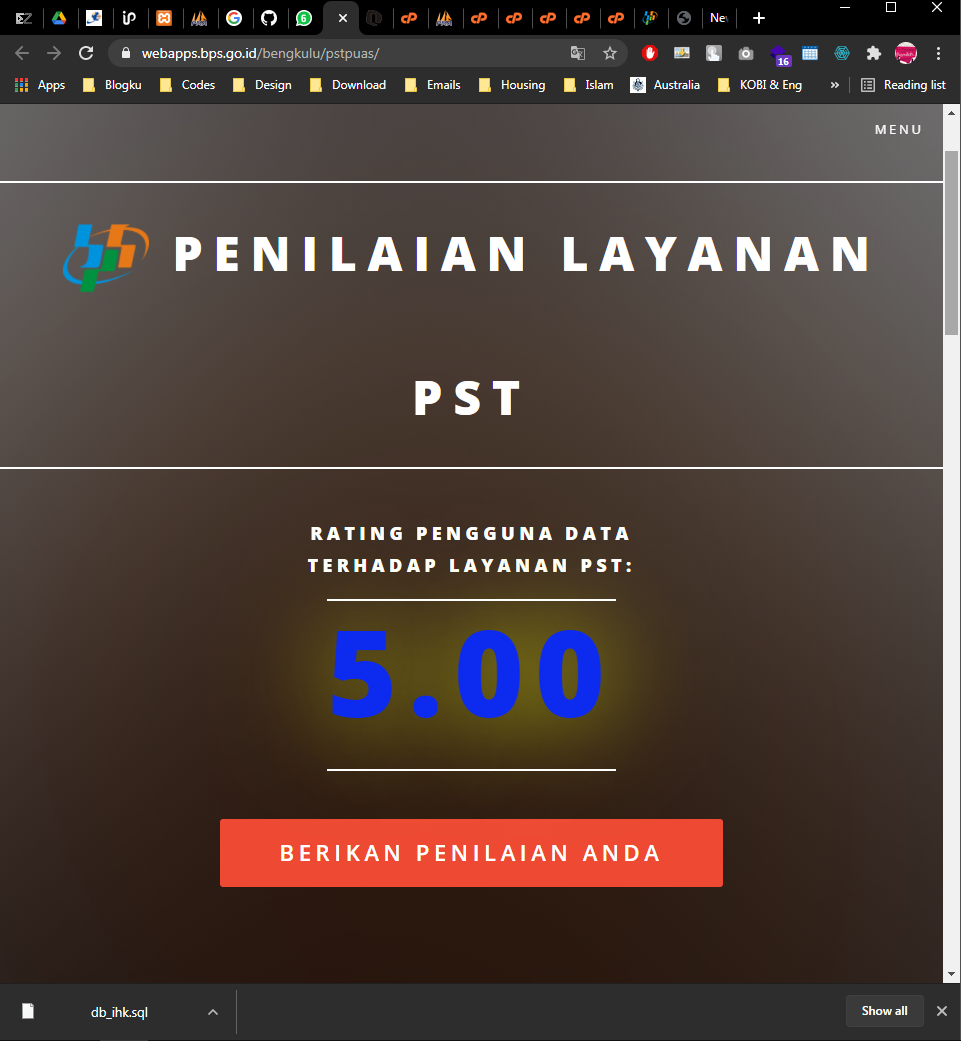 6
Ne
webapps.bps.go.id/bengkulu/pstpuas/
16
Apps Blogku Codes Design Download Emails Housing Islam Australia KOBI & Eng » Reading list
MENU
PENILAIAN LAYANAN
PST
RATING PENGGUNA DATA
TERHADAP LAYANAN PST:
5.00
BERIKAN PENILAIAN ANDA
db_ihk.sql Show all